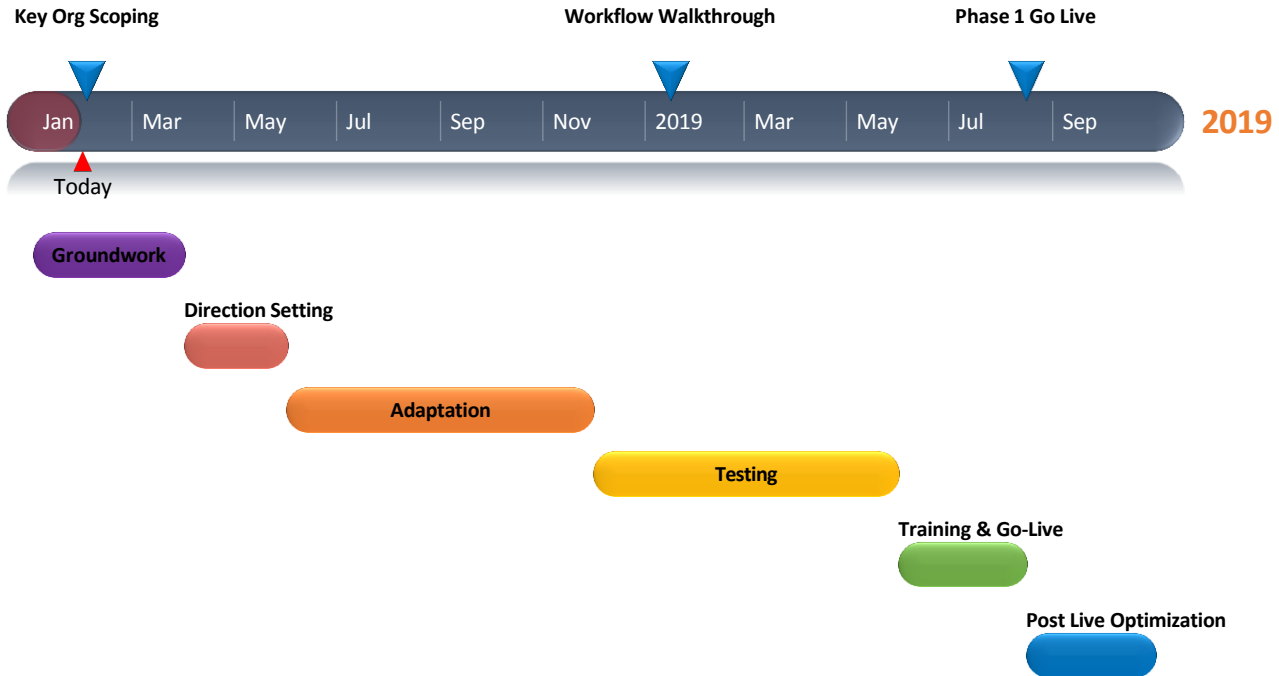 Key Org Scoping
Workflow Walkthrough
Phase 1 Go Live
Jan Mar May Jul Sep Nov 2019 Mar May Jul Sep 2019
Today
Groundwork
Direction Setting
Adaptation
Testing
Training & Go-Live
Post Live Optimization